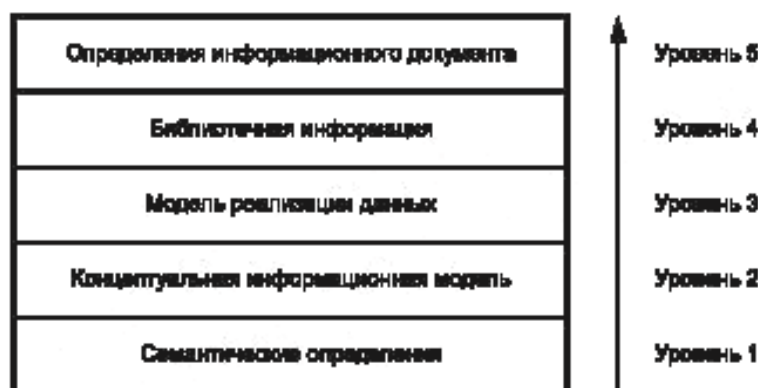 Определения информационного документа Уровень 5
Библиотечная информация Уровень 4
Модель реализации данных Уровень 3
Концептуальная информационная модель Уровень 2
Семантические определения Уровень 1